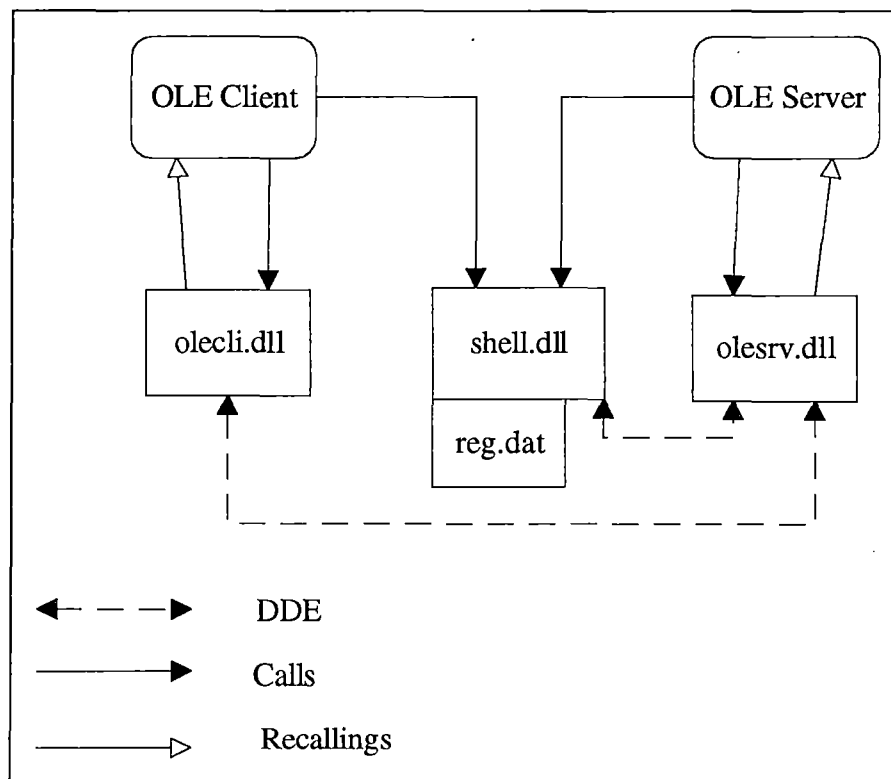 OLE Client
OLE Server
olecli.dll
shell.dll
olesrv.dll
reg.dat
DDE
Calls
Recallings